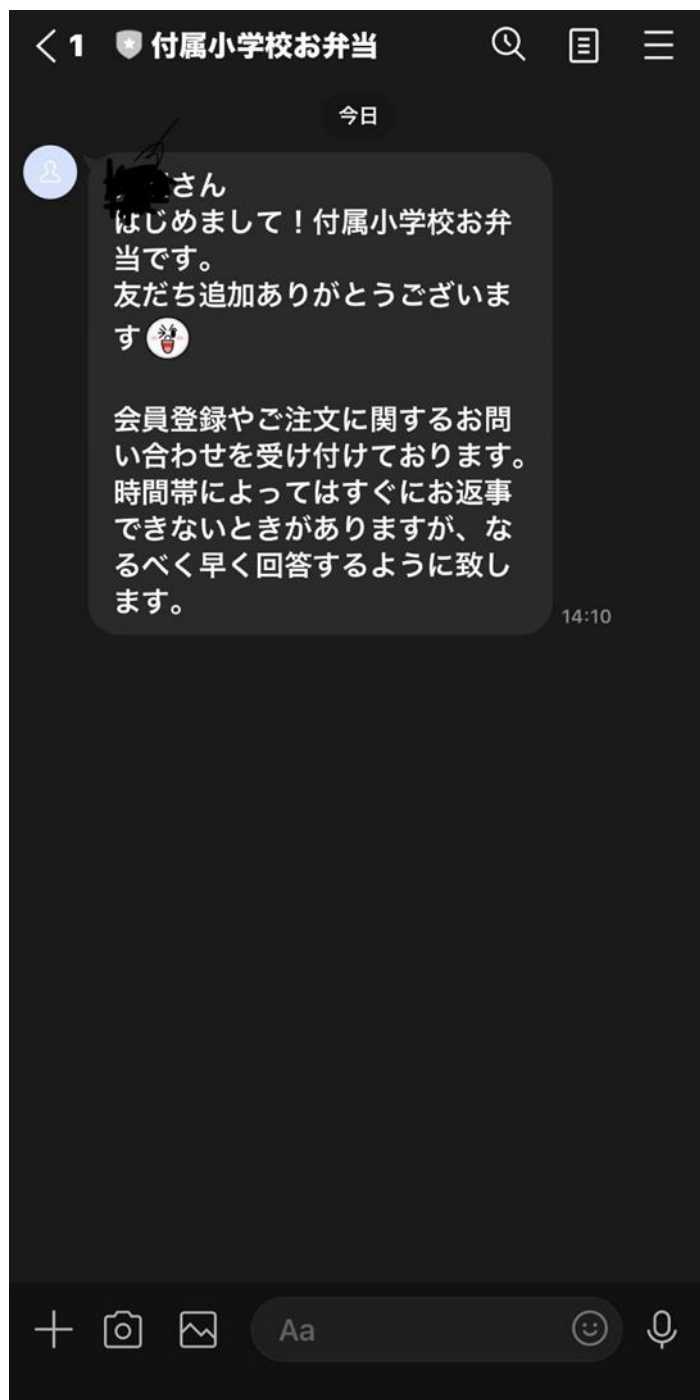 1 付属小学校お弁当
今日
さん
はじめまして！付属小学校お弁
当です。
友だち追加ありがとうございま
す
会員登録やご注文に関するお問
い合わせを受け付けております。
時間帯によってはすぐにお返事
できないときがありますが、な
るべく早く回答するように致し
ます。
14:10
Aa